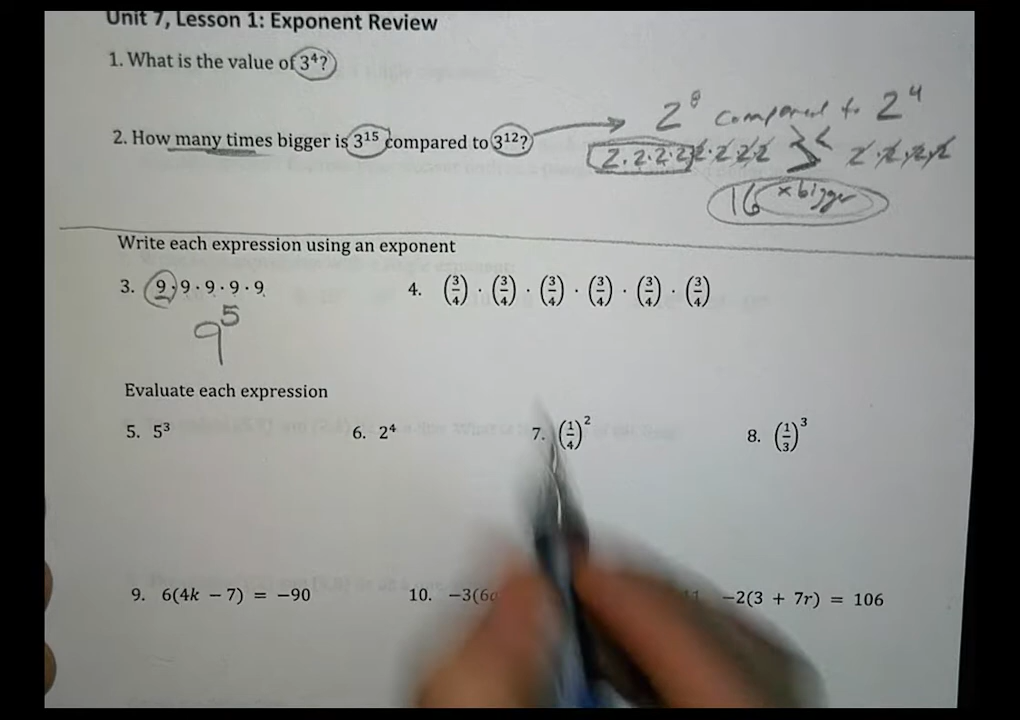 Unit 7, Lesson 1: Exponent Review
1. What is the value of 3⁴?
2⁸ compared to 2⁴
2. How many times bigger is 3¹⁵ compared to 3¹²?
2·2·2·2·2·2·2·2 2·2·2·2
16 x bigger
Write each expression using an exponent
3. 9·9·9·9·9
4. (3/4)·(3/4)·(3/4)·(3/4)·(3/4)·(3/4)
9⁵
Evaluate each expression
5. 5³
6. 2⁴
7. (1/4)²
8. (1/3)³
9. 6(4k − 7) = −90
10. −3(6
−2(3 + 7r) = 106